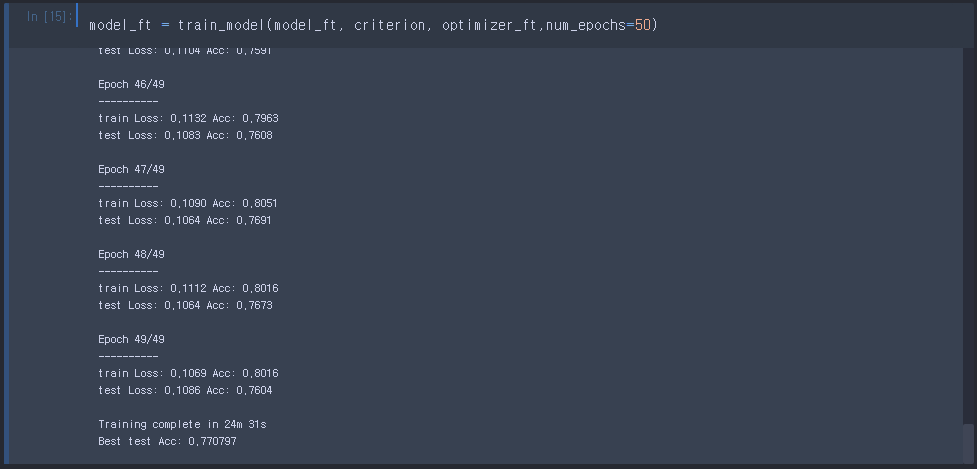 In [15]:
model_ft = train_model(model_ft, criterion, optimizer_ft,num_epochs=50)
test Loss: 0.1104 Acc: 0.7591
Epoch 46/49
----------
train Loss: 0.1132 Acc: 0.7963
test Loss: 0.1083 Acc: 0.7608
Epoch 47/49
----------
train Loss: 0.1090 Acc: 0.8051
test Loss: 0.1064 Acc: 0.7691
Epoch 48/49
----------
train Loss: 0.1112 Acc: 0.8016
test Loss: 0.1064 Acc: 0.7673
Epoch 49/49
----------
train Loss: 0.1069 Acc: 0.8016
test Loss: 0.1086 Acc: 0.7604
Training complete in 24m 31s
Best test Acc: 0.770797